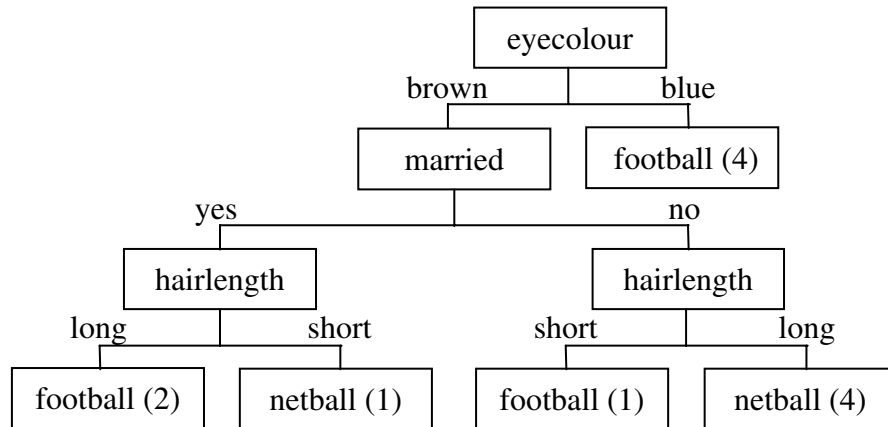 eyecolour
brown blue
married football (4)
yes no
hairlength hairlength
long short short long
football (2) netball (1) football (1) netball (4)